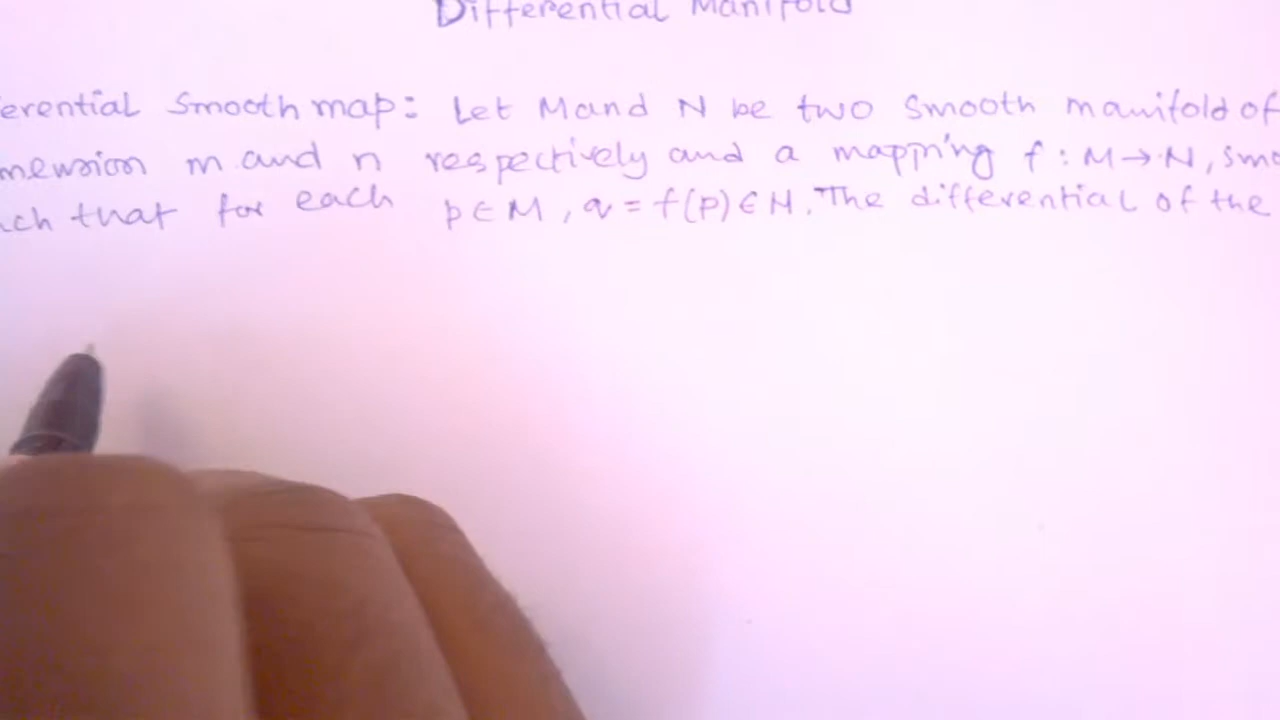 Differential Manifold
erential Smooth map: Let M and N be two smooth manifold of
mension m and n respectively and a mapping f : M → N, smo
uch that for each p ∈ M, q = f(p) ∈ N. The differential of the